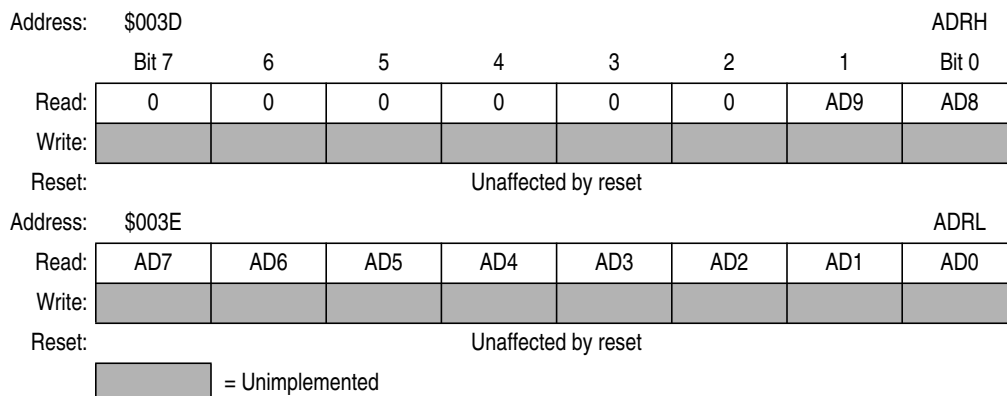 Address: $003D ADRH
Bit 7 6 5 4 3 2 1 Bit 0
Read: 0 0 0 0 0 0 AD9 AD8
Write:
Reset: Unaffected by reset
Address: $003E ADRL
Read: AD7 AD6 AD5 AD4 AD3 AD2 AD1 AD0
Write:
Reset: Unaffected by reset
= Unimplemented